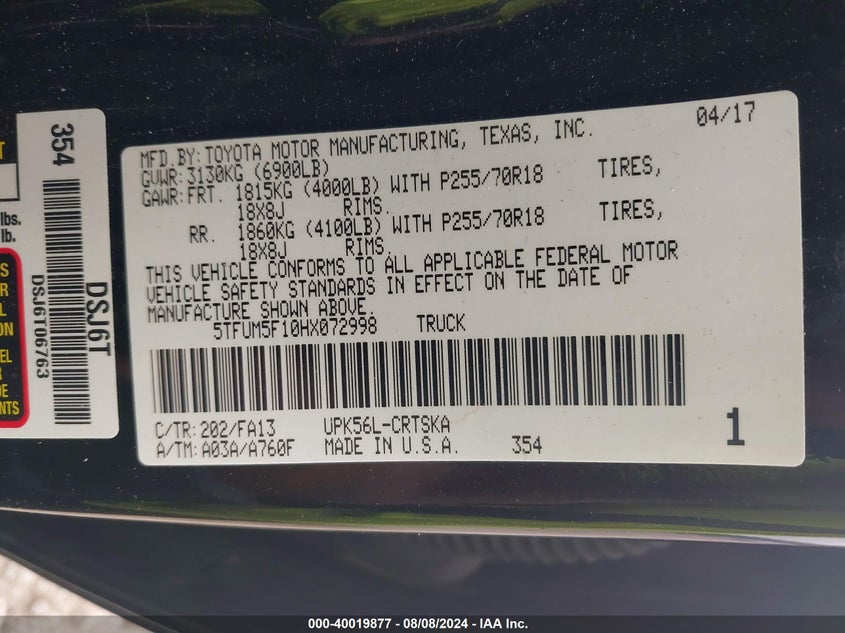 04/17
MFD.BY:TOYOTA MOTOR MANUFACTURING, TEXAS, INC.
GVWR:3130KG (6900LB)
GAWR:FRT. 1815KG (4000LB) WITH P255/70R18 TIRES,
18X8J RIMS.
RR. 1860KG (4100LB) WITH P255/70R18 TIRES,
18X8J RIMS.
THIS VEHICLE CONFORMS TO ALL APPLICABLE FEDERAL MOTOR
VEHICLE SAFETY STANDARDS IN EFFECT ON THE DATE OF
MANUFACTURE SHOWN ABOVE.
5TFUM5F10HX072998 TRUCK
C/TR:202/FA13 UPK56L-CRTSKA
A/TM:A03A/A760F MADE IN U.S.A. 354
1
354
DSJ6T
DSJ6T06763
lbs.
lb.
000-40019877 - 08/08/2024 - IAA Inc.